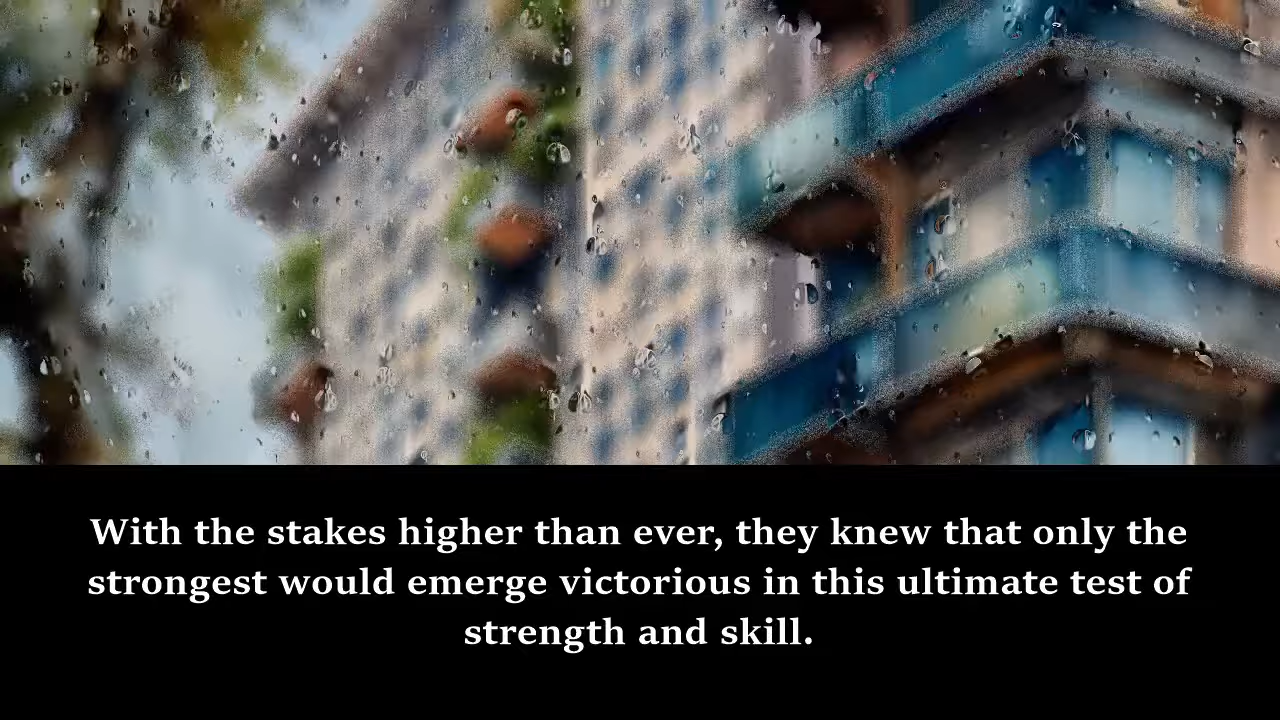 With the stakes higher than ever, they knew that only the
strongest would emerge victorious in this ultimate test of
strength and skill.